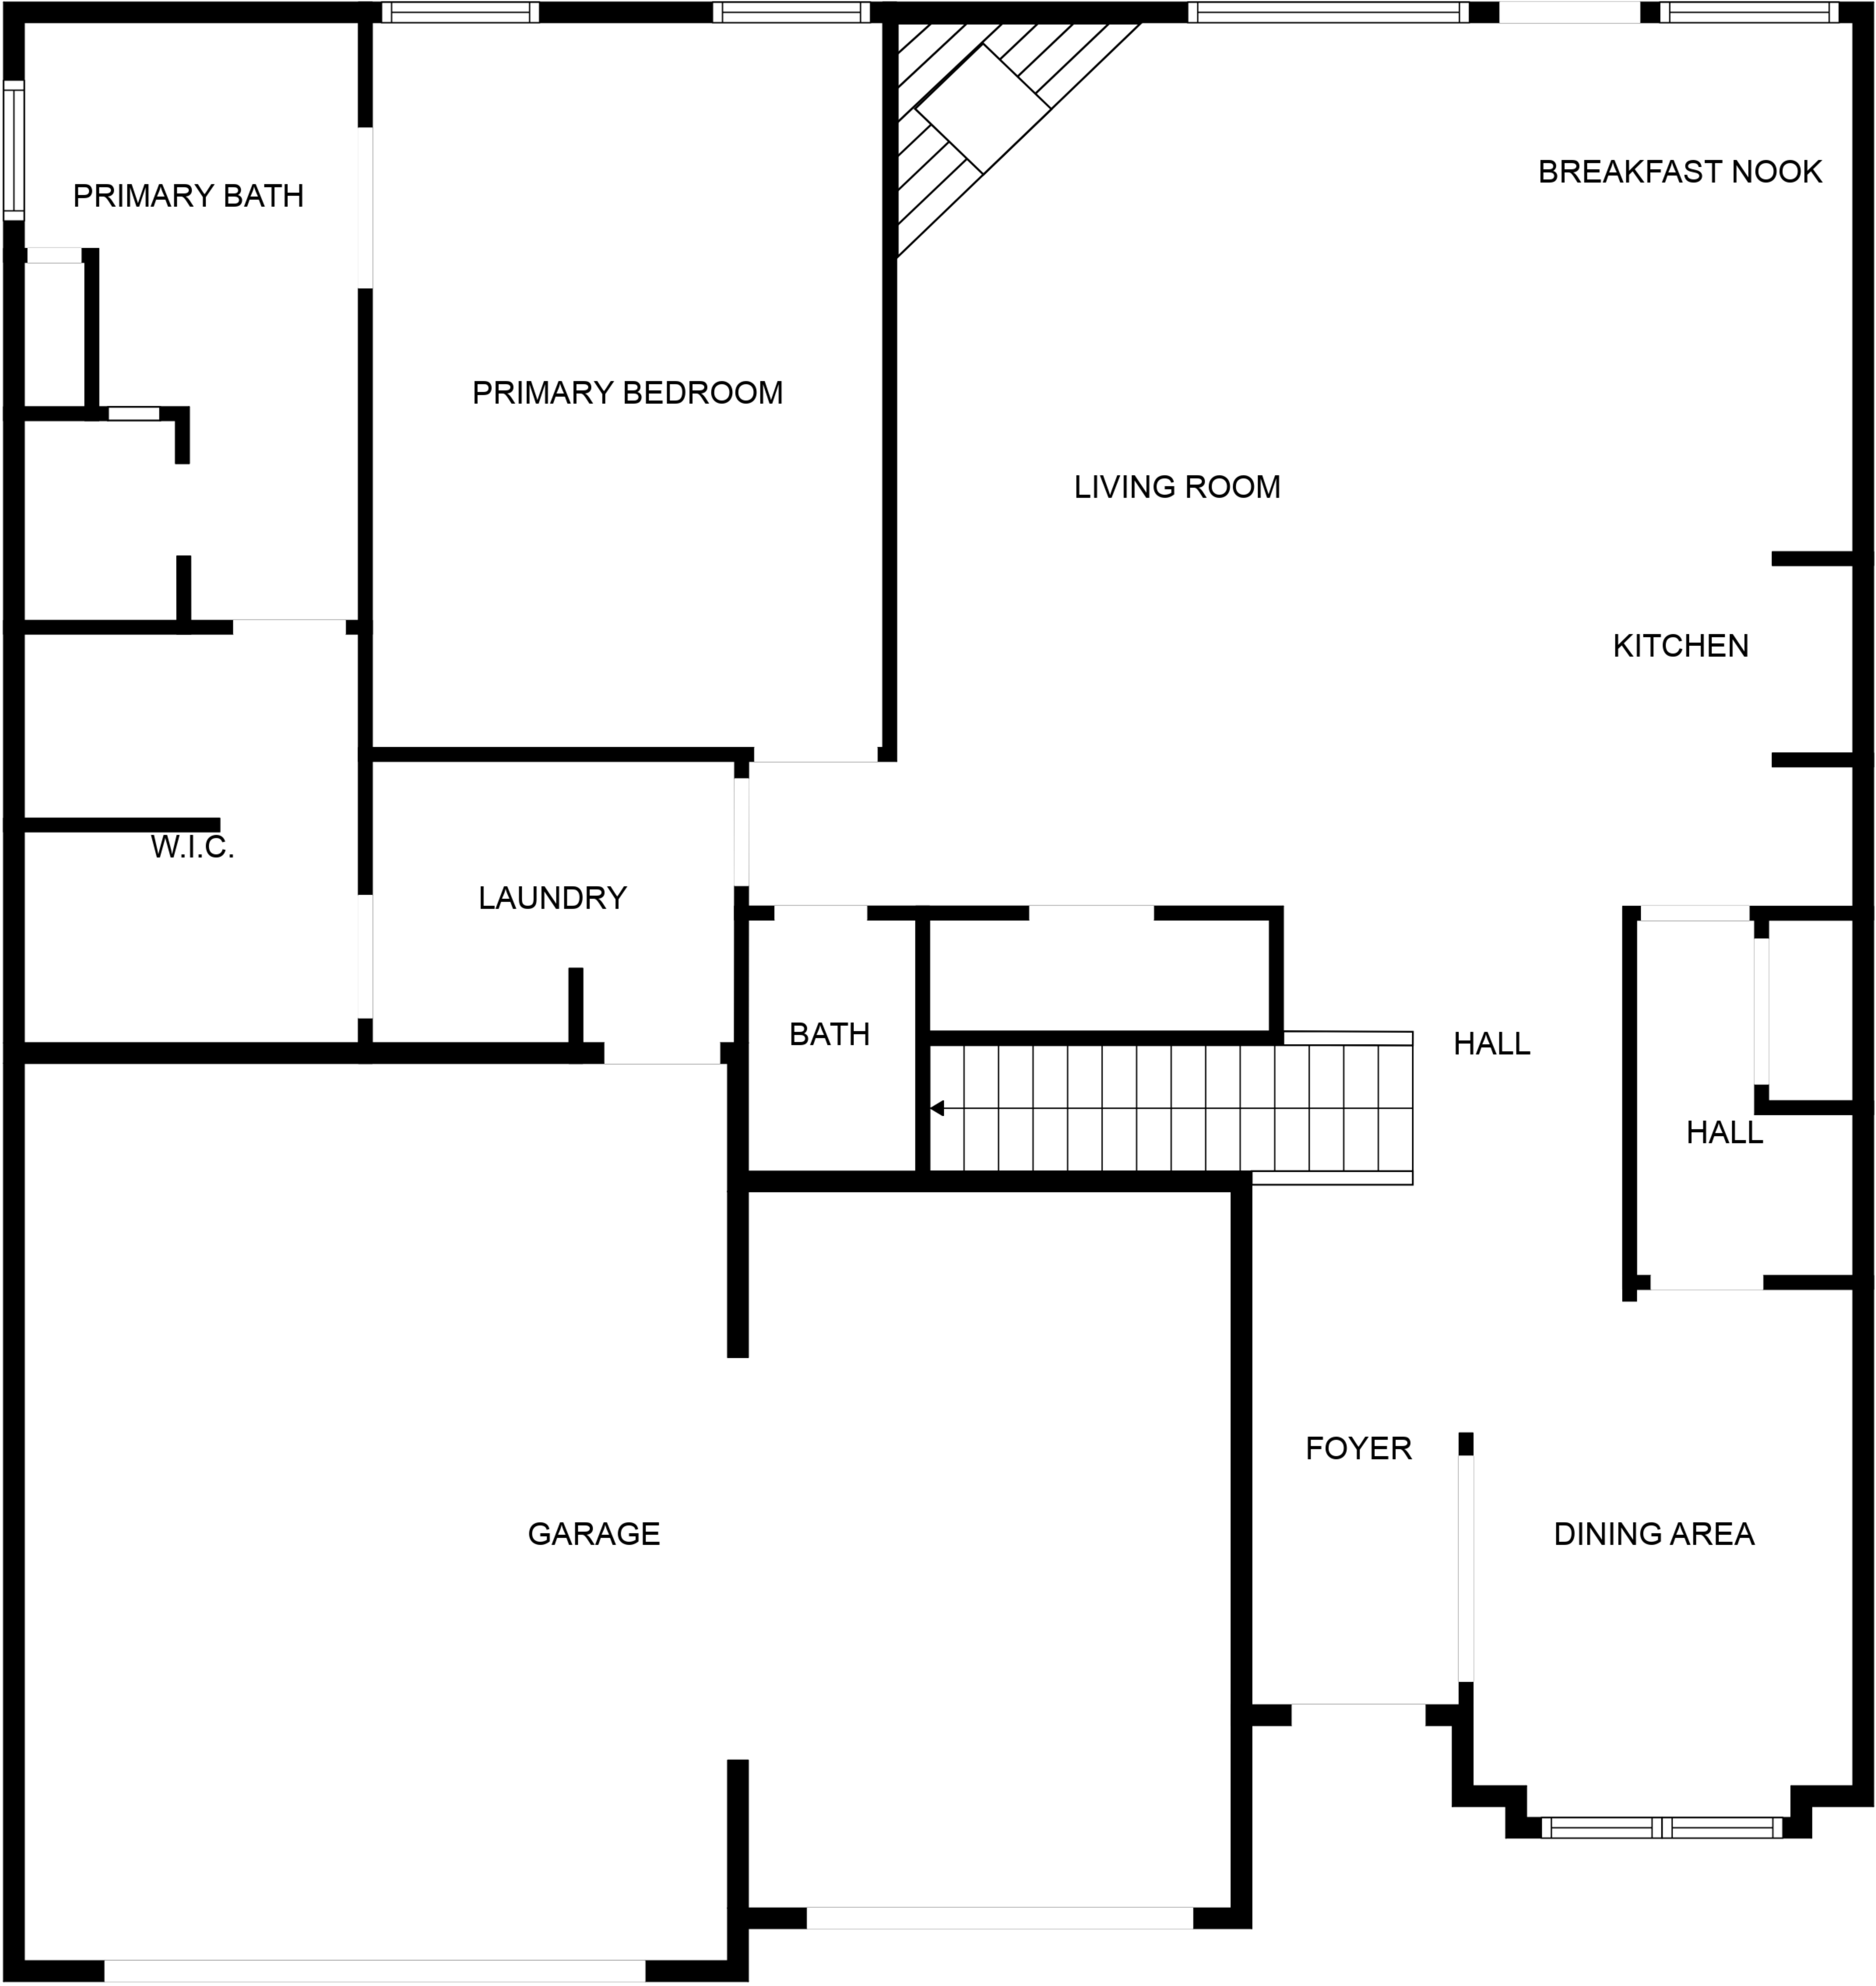 BREAKFAST NOOK
PRIMARY BATH
PRIMARY BEDROOM
LIVING ROOM
KITCHEN
W.I.C.
LAUNDRY
BATH
HALL
HALL
FOYER
GARAGE
DINING AREA